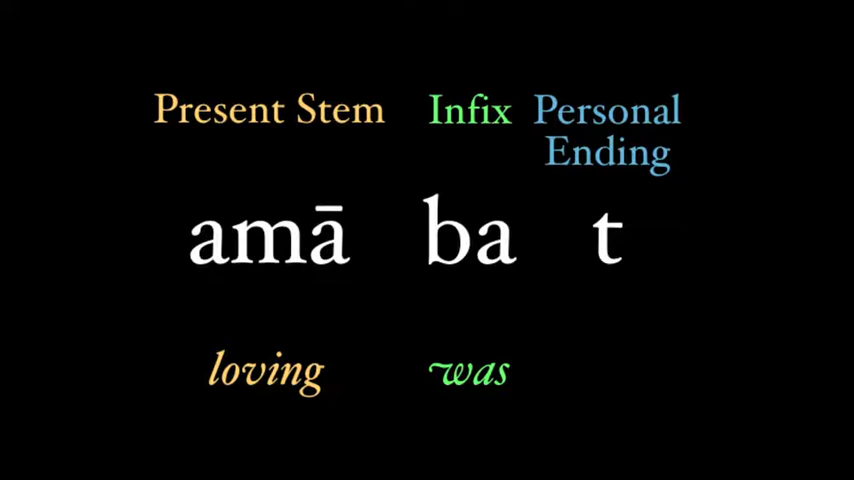 Present Stem Infix Personal
Ending
amā ba t
loving was